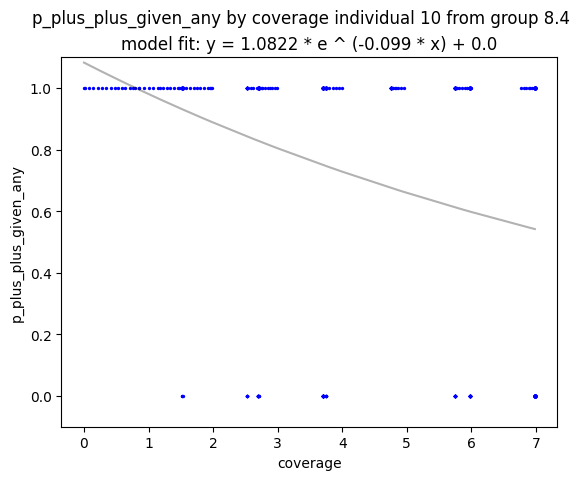 p_plus_plus_given_any by coverage individual 10 from group 8.4
model fit: y = 1.0822 * e ^ (-0.099 * x) + 0.0
p_plus_plus_given_any
1.0
0.8
0.6
0.4
0.2
0.0
0 1 2 3 4 5 6 7
coverage